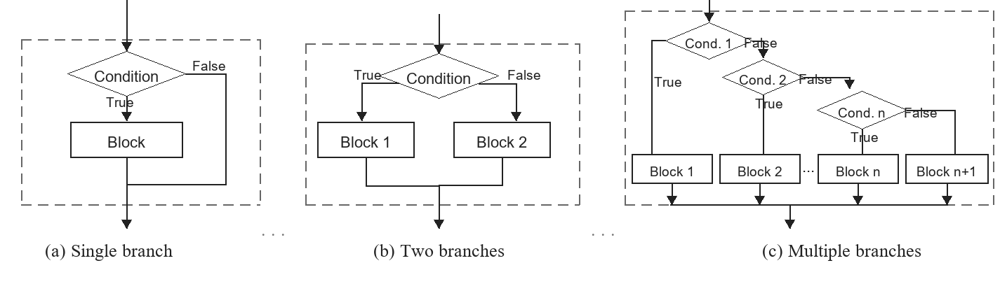 Condition
False
True
Block
(a) Single branch
. . .
True
Condition
False
Block 1
Block 2
(b) Two branches
. . .
Cond. 1
False
True
Cond. 2
False
True
Cond. n
False
True
Block 1
Block 2
...
Block n
Block n+1
(c) Multiple branches